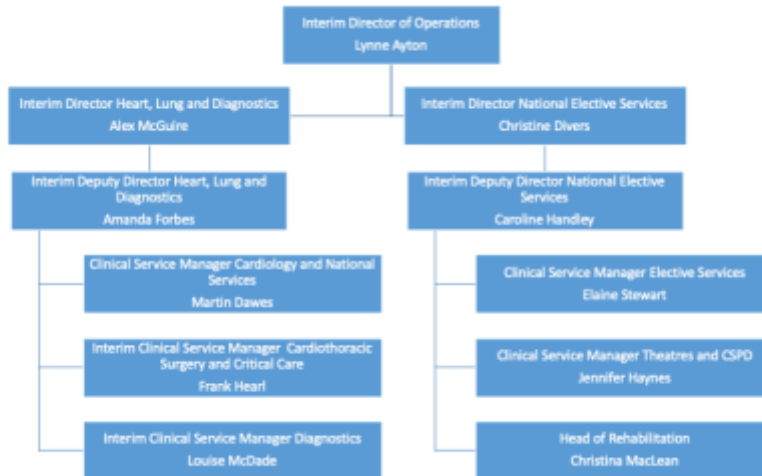 Interim Director of Operations
Lynne Ayton
Interim Director Heart, Lung and Diagnostics
Alex McGuire
Interim Director National Elective Services
Christine Divers
Interim Deputy Director Heart, Lung and
Diagnostics
Amanda Forbes
Interim Deputy Director National Elective
Services
Caroline Handley
Clinical Service Manager Cardiology and National
Services
Martin Dawes
Clinical Service Manager Elective Services
Elaine Stewart
Interim Clinical Service Manager Cardiothoracic
Surgery and Critical Care
Frank Hearl
Clinical Service Manager Theatres and CSPD
Jennifer Haynes
Interim Clinical Service Manager Diagnostics
Louise McDade
Head of Rehabilitation
Christina MacLean